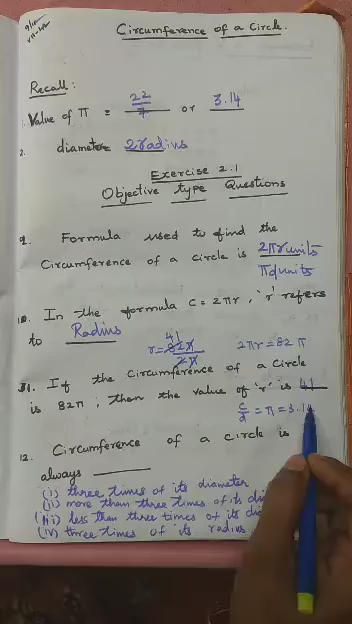 Circumference of a Circle.
Recall:
1. Value of π = 22/7 or 3.14
2. diameter 2radius
Exercise 2.1
Objective type Questions
9. Formula used to find the
Circumference of a circle is 2πr units
πd units
10. In the formula C = 2πr, 'r' refers
to Radius
r = 82π/2π 41 2πr = 82π
11. If the Circumference of a Circle
is 82π, then the value of 'r' is 41
c/d = π = 3.14
12. Circumference of a circle is
always
(i) three times of its diameter
(ii) more than three times of its
(iii) less than three times of its
(iv) three times of its radius